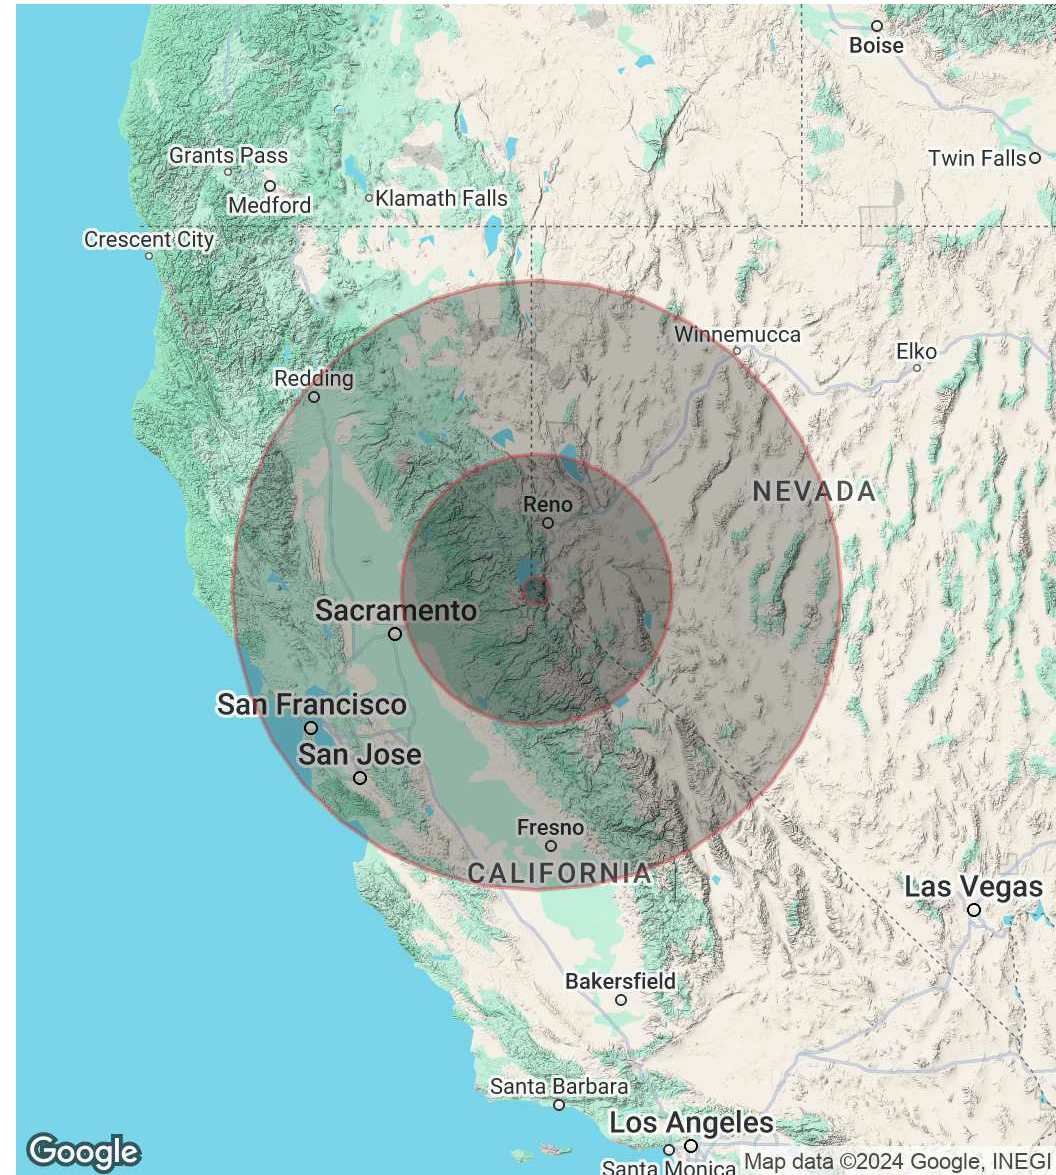 Boise
Grants Pass
Twin Falls
Medford
Klamath Falls
Crescent City
Winnemucca
Elko
Redding
NEVADA
Reno
Sacramento
San Francisco
San Jose
Fresno
CALIFORNIA
Las Vegas
Bakersfield
Santa Barbara
Los Angeles
Google
Santa Monica
Map data ©2024 Google, INEGI